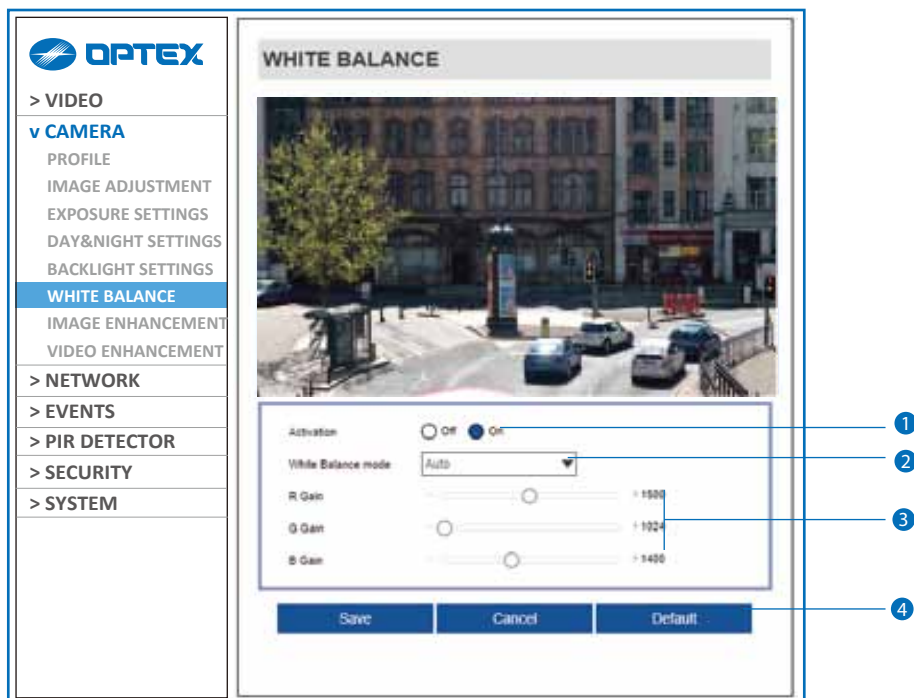 OPTEX
> VIDEO
v CAMERA
PROFILE
IMAGE ADJUSTMENT
EXPOSURE SETTINGS
DAY&NIGHT SETTINGS
BACKLIGHT SETTINGS
WHITE BALANCE
IMAGE ENHANCEMENT
VIDEO ENHANCEMENT
> NETWORK
> EVENTS
> PIR DETECTOR
> SECURITY
> SYSTEM
WHITE BALANCE
Activation Off On
White Balance mode Auto
R Gain - + 1500
G Gain - + 1024
B Gain - + 1400
Save Cancel Default
1
2
3
4